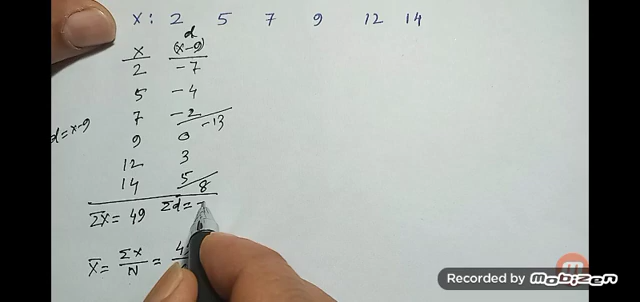 X: 2 5 7 9 12 14
d
x (x-9)
2 -7
5 -4
7 -2 -13
d=x-9
9 0
12 3
14 5 8
ΣX= 49 Σd= -
X̄= ΣX/N = 4
Recorded by Mobizen